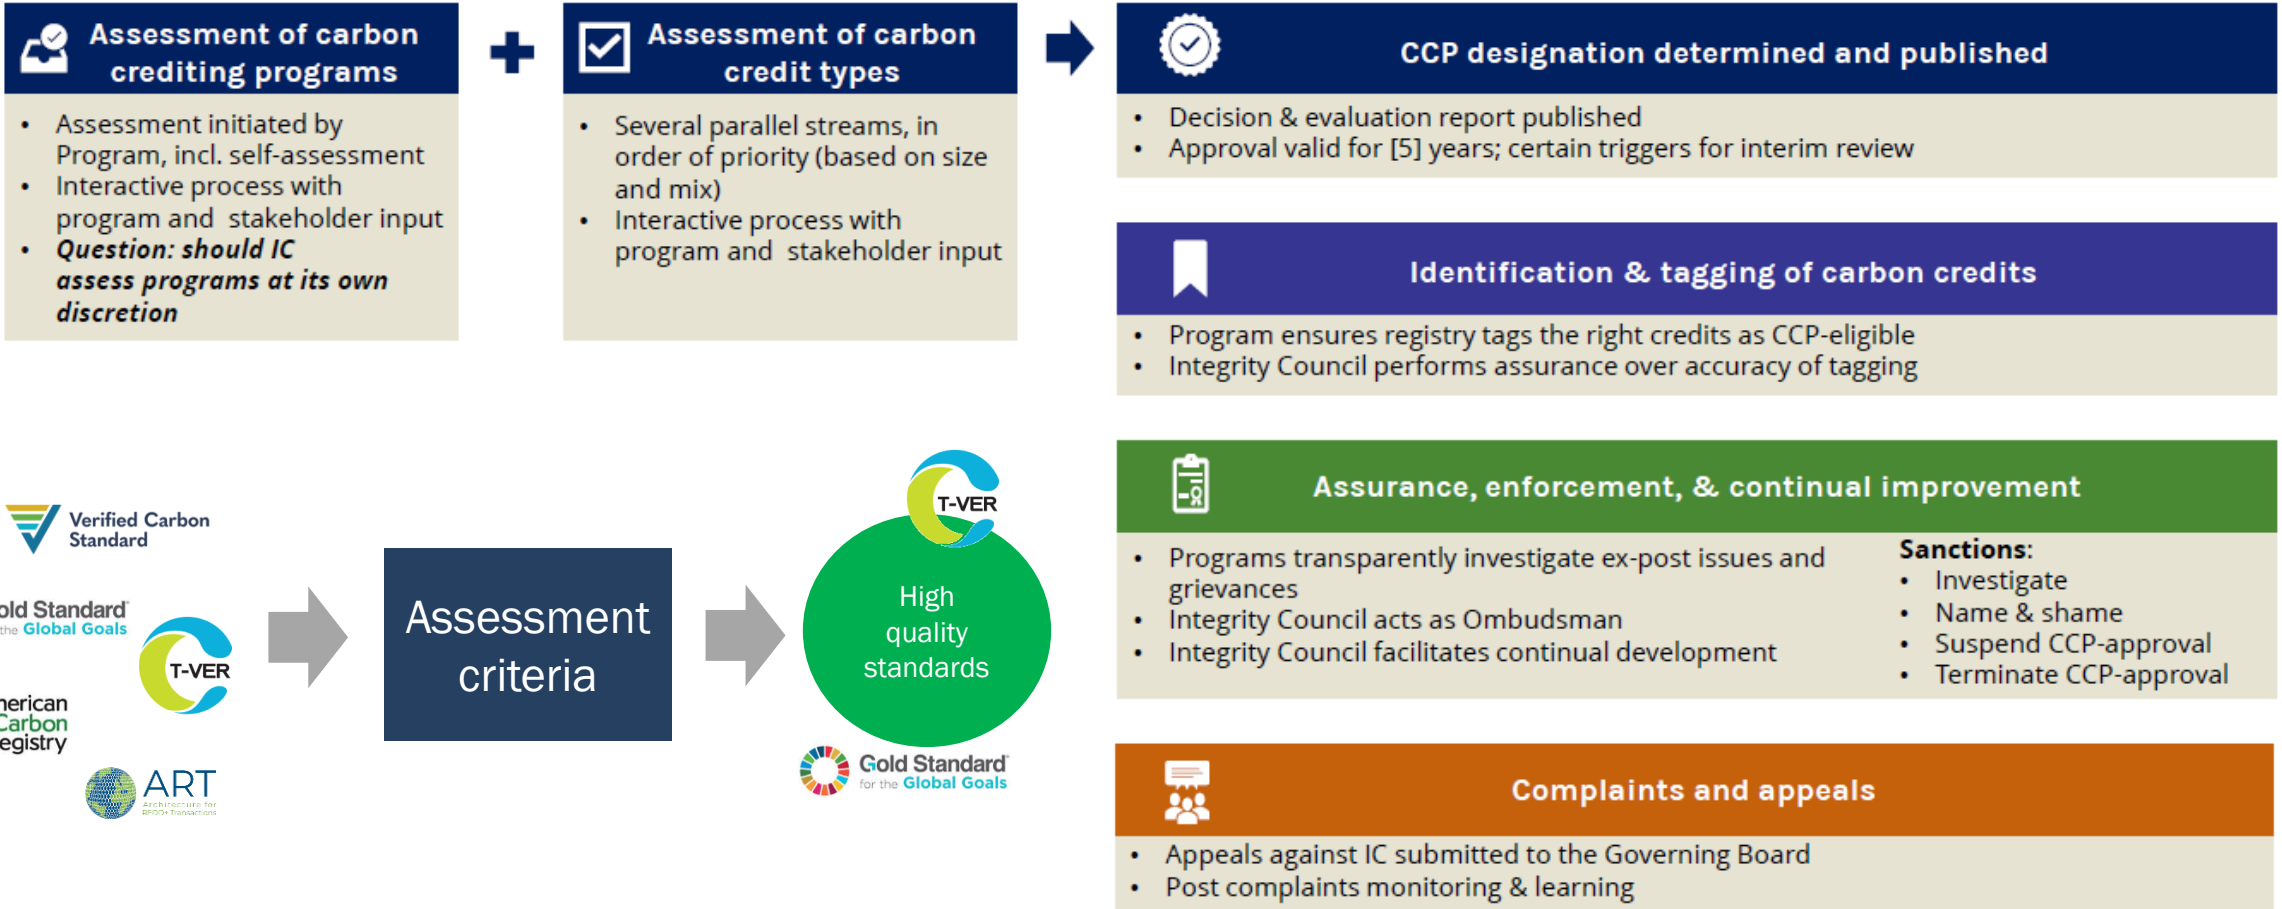 Assessment of carbon
crediting programs
• Assessment initiated by
Program, incl. self-assessment
• Interactive process with
program and stakeholder input
• Question: should IC
assess programs at its own
discretion
Assessment of carbon
credit types
• Several parallel streams, in
order of priority (based on size
and mix)
• Interactive process with
program and stakeholder input
CCP designation determined and published
• Decision & evaluation report published
• Approval valid for [5] years; certain triggers for interim review
Identification & tagging of carbon credits
• Program ensures registry tags the right credits as CCP-eligible
• Integrity Council performs assurance over accuracy of tagging
Assurance, enforcement, & continual improvement
• Programs transparently investigate ex-post issues and
grievances
• Integrity Council acts as Ombudsman
• Integrity Council facilitates continual development
Sanctions:
• Investigate
• Name & shame
• Suspend CCP-approval
• Terminate CCP-approval
Complaints and appeals
• Appeals against IC submitted to the Governing Board
• Post complaints monitoring & learning
Verified Carbon
Standard
old Standard
the Global Goals
T-VER
merican
Carbon
egistry
ART
Architecture for
REDD+ Transactions
Assessment
criteria
T-VER
High
quality
standards
Gold Standard
for the Global Goals